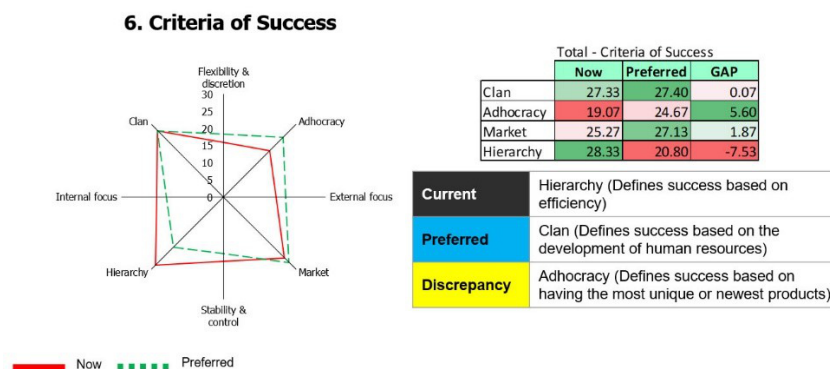 6. Criteria of Success
Flexibility &
discretion
30
25
20
15
10
5
0
Clan
Adhocracy
Internal focus
External focus
Hierarchy
Market
Stability &
control
Now
Preferred
Total - Criteria of Success
Now Preferred GAP
Clan 27.33 27.40 0.07
Adhocracy 19.07 24.67 5.60
Market 25.27 27.13 1.87
Hierarchy 28.33 20.80 -7.53
Current Hierarchy (Defines success based on
efficiency)
Preferred Clan (Defines success based on the
development of human resources)
Discrepancy Adhocracy (Defines success based on
having the most unique or newest products)